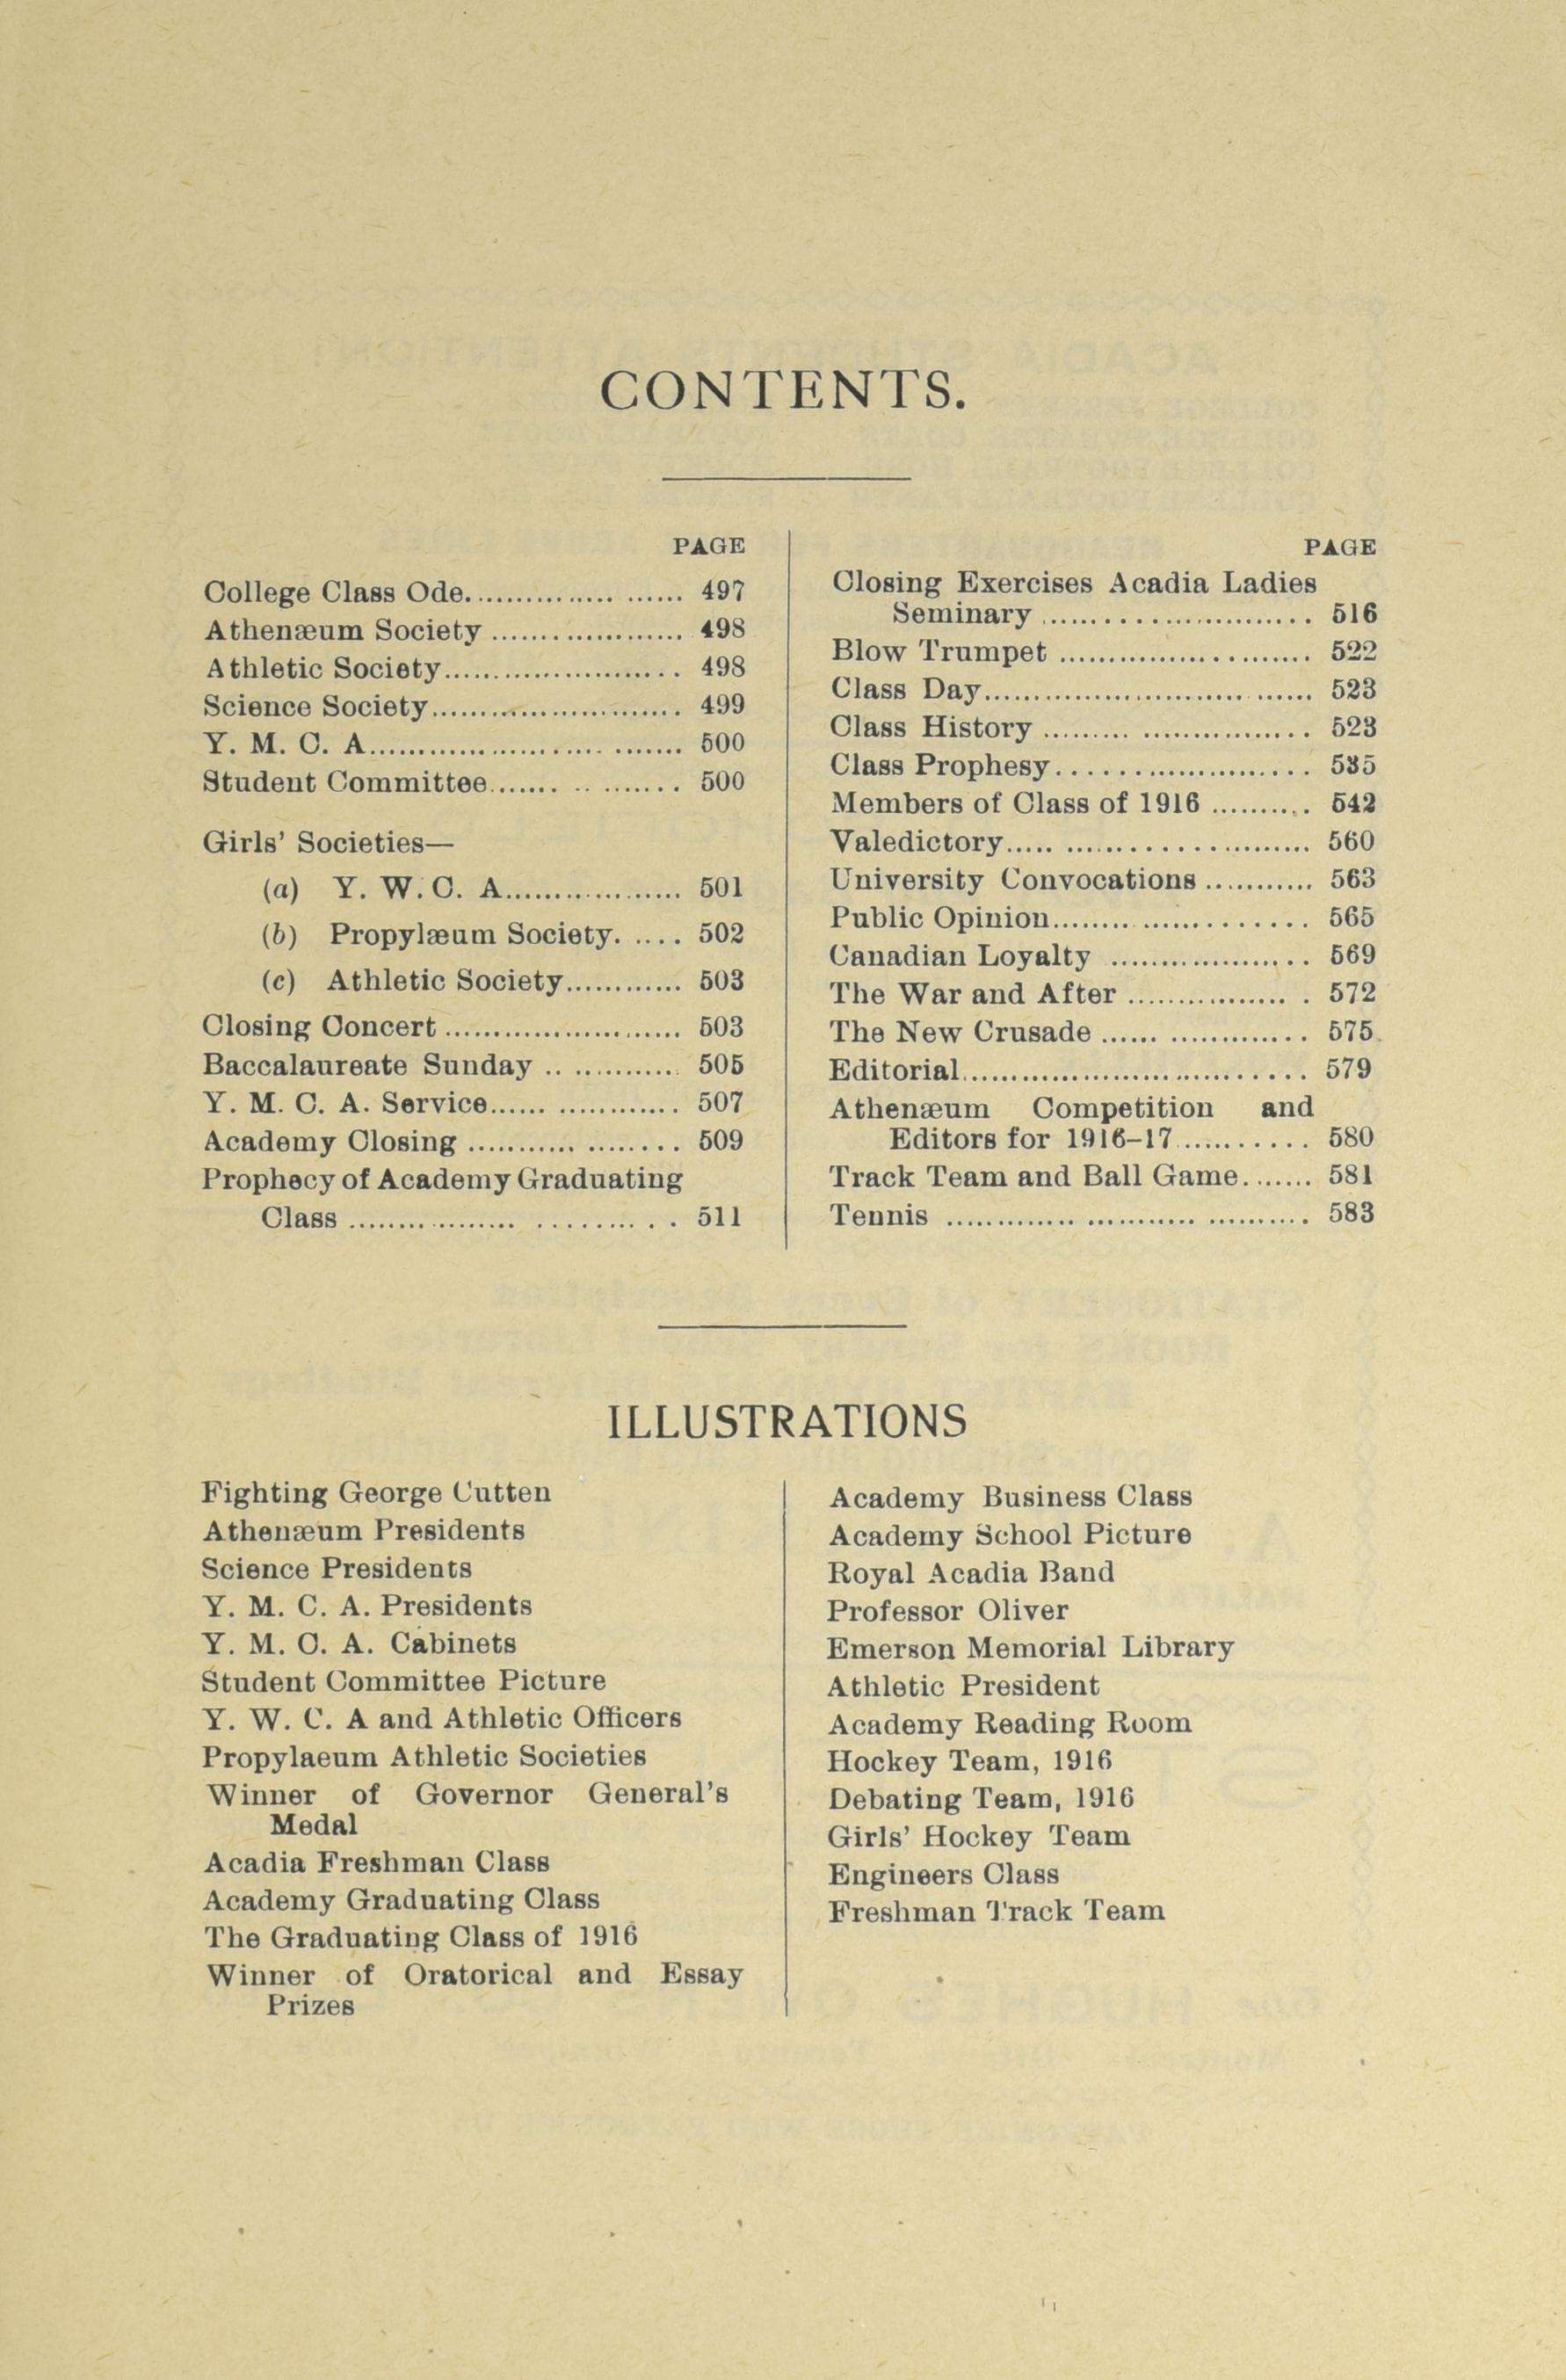 CONTENTS.
PAGE
College Class Ode.................. ...... 497
Athenæum Society .................... 498
Athletic Society........................ 498
Science Society.......................... 499
Y. M. C. A........................ ....... 500
Student Committee....... .. ........ 500
Girls' Societies—
(a) Y. W. C. A................... 501
(b) Propylæum Society. ..... 502
(c) Athletic Society............ 503
Closing Concert ........................ 503
Baccalaureate Sunday .. ........... 505
Y. M. C. A. Service...... ............. 507
Academy Closing ............ ......... 509
Prophecy of Academy Graduating
Class ................. ........... 511
PAGE
Closing Exercises Acadia Ladies
Seminary ........................... 516
Blow Trumpet .......................... 522
Class Day.......................... ...... 523
Class History ......... ................. 523
Class Prophesy.......................... 535
Members of Class of 1916 .......... 542
Valedictory..... ......................... 560
University Convocations ........... 563
Public Opinion......... ................. 565
Canadian Loyalty .................... 569
The War and After ................ . 572
The New Crusade ...... .............. 575
Editorial................................... 579
Athenæum Competition and
Editors for 1916–17............. 580
Track Team and Ball Game........ 581
Tennis ............. ........... .......... 583
ILLUSTRATIONS
Fighting George Cutten
Athenæum Presidents
Science Presidents
Y. M. C. A. Presidents
Y. M. C. A. Cabinets
Student Committee Picture
Y. W. C. A and Athletic Officers
Propylaeum Athletic Societies
Winner of Governor General's
Medal
Acadia Freshman Class
Academy Graduating Class
The Graduating Class of 1916
Winner of Oratorical and Essay
Prizes
Academy Business Class
Academy School Picture
Royal Acadia Band
Professor Oliver
Emerson Memorial Library
Athletic President
Academy Reading Room
Hockey Team, 1916
Debating Team, 1916
Girls' Hockey Team
Engineers Class
Freshman Track Team